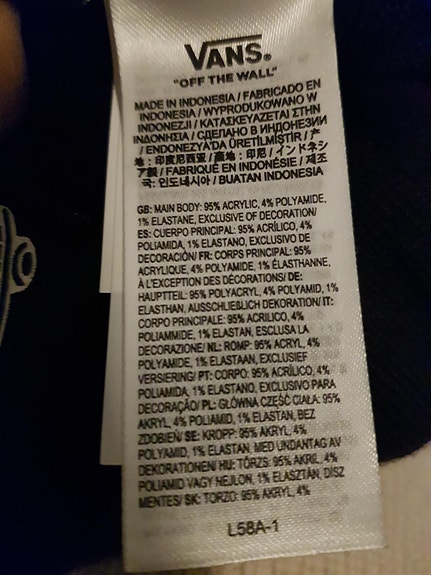 VANS®
"OFF THE WALL"
MADE IN INDONESIA / FABRICADO EN
INDONESIA / WYPRODUKOWANO W
INDONEZJI / ΚΑΤΑΣΚΕΥΑΖΕΤΑΙ ΣΤΗΝ
ΙΝΔΟΝΗΣΙΑ / СДЕЛАНО В ИНДОНЕЗИИ
/ ENDONEZYA'DA ÜRETİLMİŞTİR / 产
地：印度尼西亚 / 產地：印尼 / インドネシ
ア製 / FABRIQUÉ EN INDONÉSIE / 제조
국: 인도네시아 / BUATAN INDONESIA
GB: MAIN BODY: 95% ACRYLIC, 4% POLYAMIDE,
1% ELASTANE, EXCLUSIVE OF DECORATION/
ES: CUERPO PRINCIPAL: 95% ACRÍLICO, 4%
POLIAMIDA, 1% ELASTANO, EXCLUSIVO DE
DECORACIÓN/ FR: CORPS PRINCIPAL: 95%
ACRYLIQUE, 4% POLYAMIDE, 1% ÉLASTHANNE,
À L'EXCEPTION DES DÉCORATIONS/ DE:
HAUPTTEIL: 95% POLYACRYL, 4% POLYAMID, 1%
ELASTHAN, AUSSCHLIEBLICH DEKORATION/ IT:
CORPO PRINCIPALE: 95% ACRILICO, 4%
POLIAMMIDE, 1% ELASTAN, ESCLUSA LA
DECORAZIONE/ NL: ROMP: 95% ACRYL, 4%
POLYAMIDE, 1% ELASTAAN, EXCLUSIEF
VERSIERING/ PT: CORPO: 95% ACRÍLICO, 4%
POLIAMIDA, 1% ELASTANO, EXCLUSIVO PARA
DECORAÇÃO/ PL: GŁÓWNA CZĘŚĆ CIAŁA: 95%
AKRYL, 4% POLIAMID, 1% ELASTAN, BEZ
ZDOBIEŃ/ SE: KROPP: 95% AKRYL, 4%
POLYAMID, 1% ELASTAN, MED UNDANTAG AV
DEKORATIONEN/ HU: TÖRZS: 95% AKRIL, 4%
POLIAMID VAGY NEJLON, 1% ELASZTÁN, DÍSZ
MENTES/ SK: TORZO: 95% AKRYL, 4%
L58A-1